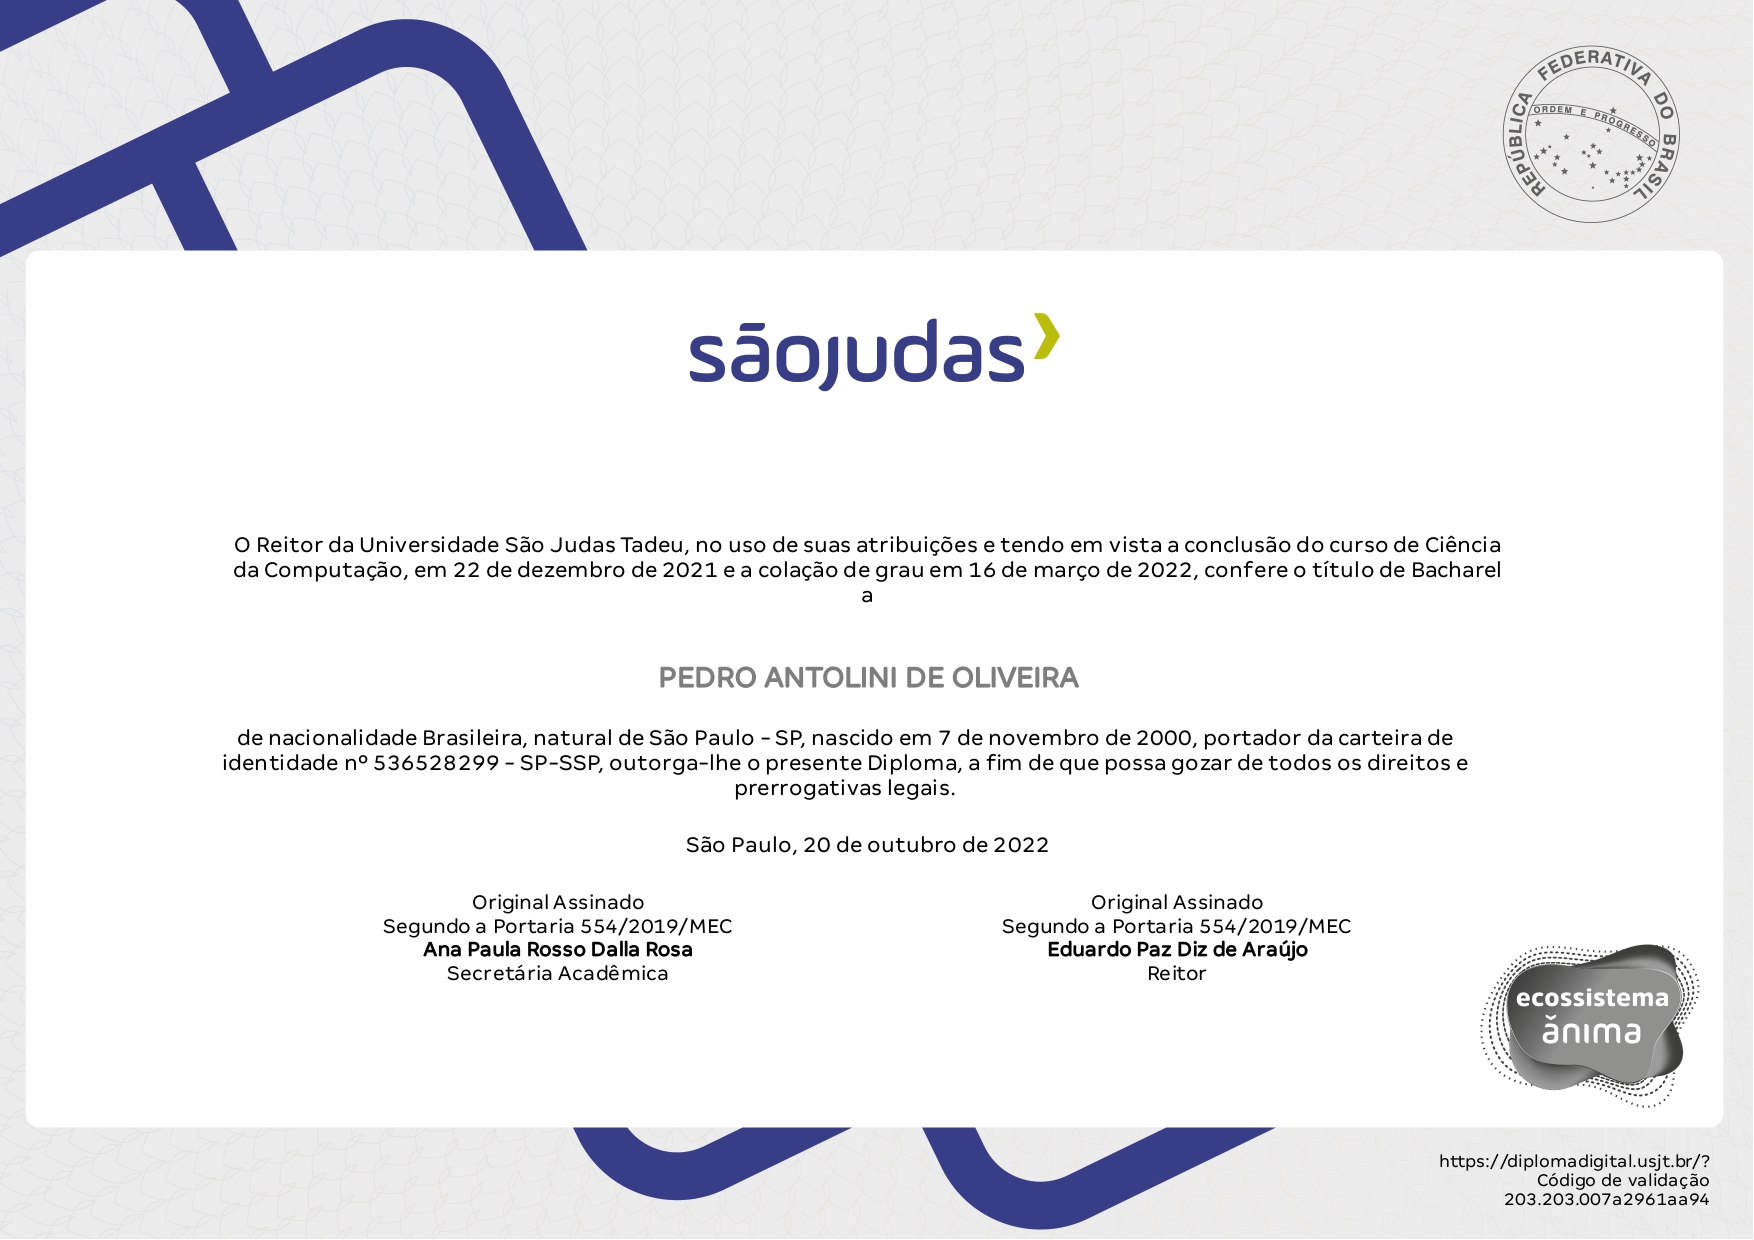 REPÚBLICA FEDERATIVA DO BRASIL
ORDEM E PROGRESSO
sãojudas
O Reitor da Universidade São Judas Tadeu, no uso de suas atribuições e tendo em vista a conclusão do curso de Ciência
da Computação, em 22 de dezembro de 2021 e a colação de grau em 16 de março de 2022, confere o título de Bacharel
a
PEDRO ANTOLINI DE OLIVEIRA
de nacionalidade Brasileira, natural de São Paulo - SP, nascido em 7 de novembro de 2000, portador da carteira de
identidade nº 536528299 - SP-SSP, outorga-lhe o presente Diploma, a fim de que possa gozar de todos os direitos e
prerrogativas legais.
São Paulo, 20 de outubro de 2022
Original Assinado
Segundo a Portaria 554/2019/MEC
Ana Paula Rosso Dalla Rosa
Secretária Acadêmica
Original Assinado
Segundo a Portaria 554/2019/MEC
Eduardo Paz Diz de Araújo
Reitor
ecossistema
ănıma
https://diplomadigital.usjt.br/?
Código de validação
203.203.007a2961aa94